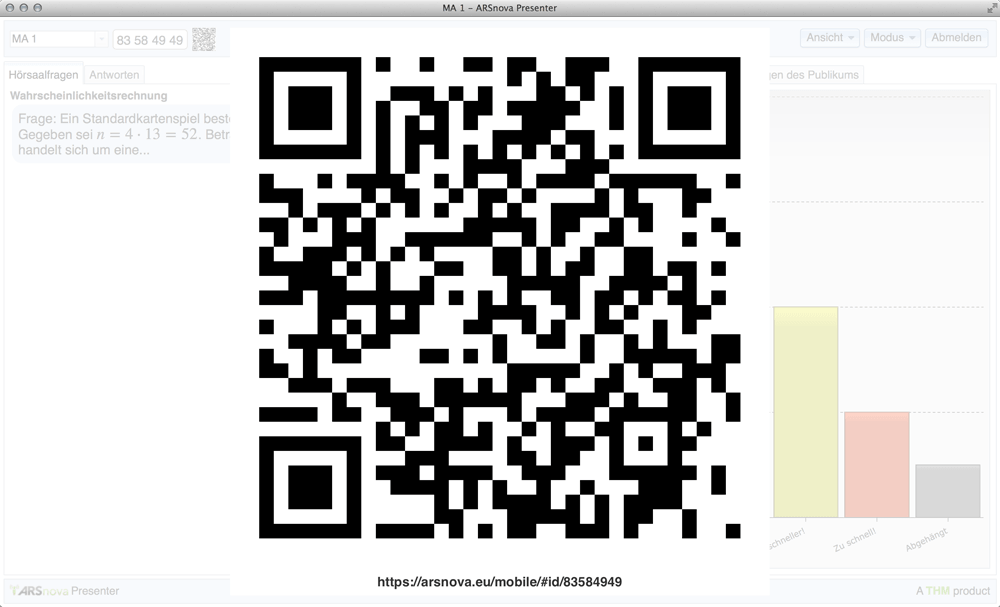 MA 1 – ARSnova Presenter
MA 1
83 58 49 49
Ansicht
Modus
Abmelden
Hörsaalfragen
Antworten
gen des Publikums
Wahrscheinlichkeitsrechnung
Frage: Ein Standardkartenspiel best
Gegeben sei n = 4 · 13 = 52. Betr
handelt sich um eine...
schneller!
Zu schnell!
Abgehängt
https://arsnova.eu/mobile/#id/83584949
ARSnova Presenter
A THM product